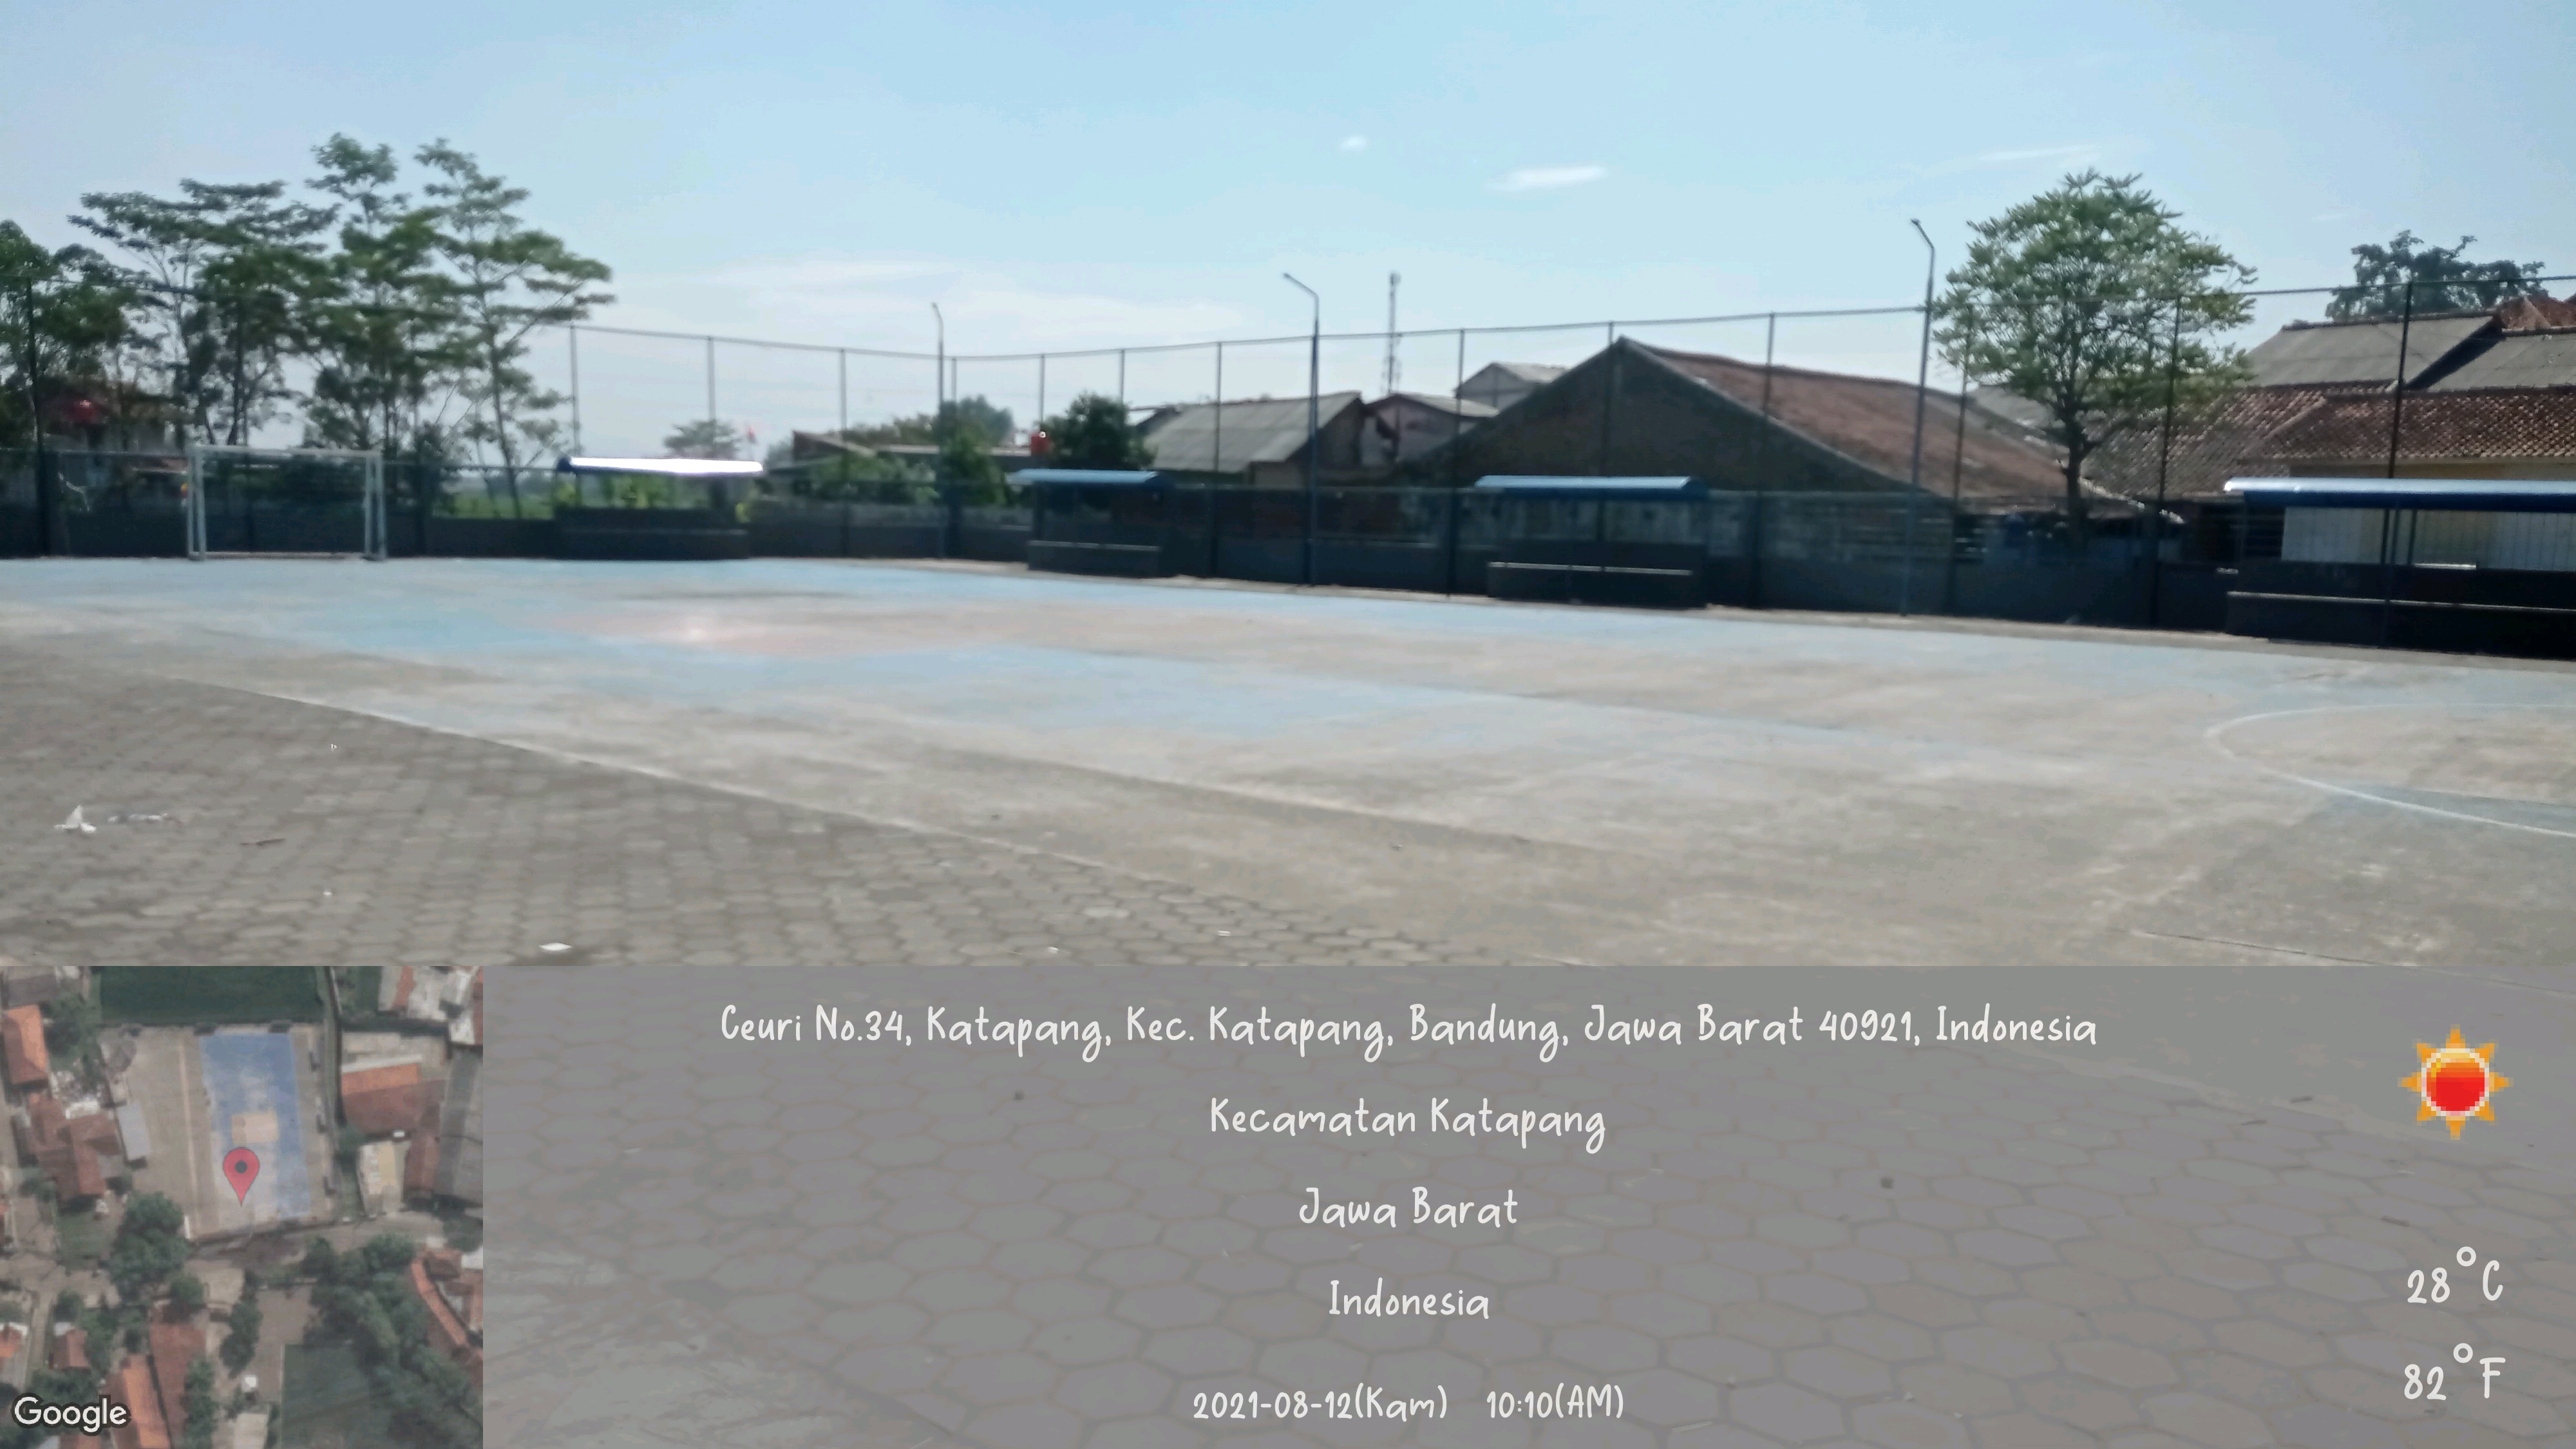 Ceuri No.34, Katapang, Kec. Katapang, Bandung, Jawa Barat 40921, Indonesia
Kecamatan Katapang
Jawa Barat
Indonesia
2021-08-12(Kam) 10:10(AM)
28°C
82°F
Google